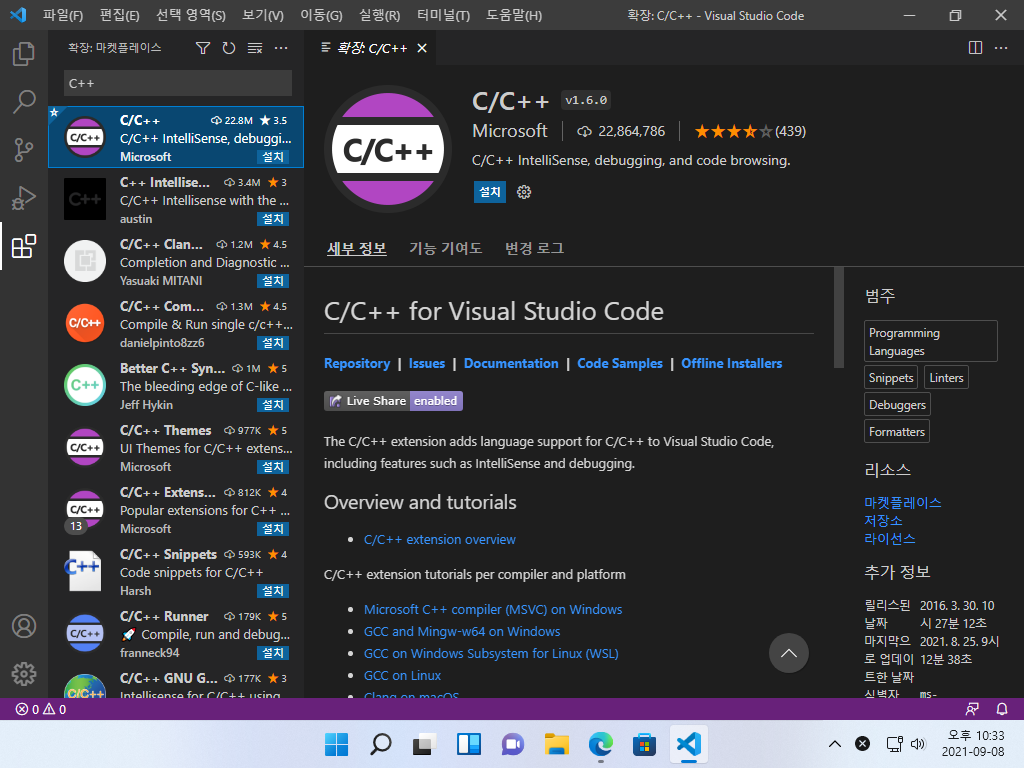 파일(F) 편집(E) 선택 영역(S) 보기(V) 이동(G) 실행(R) 터미널(T) 도움말(H) 확장: C/C++ - Visual Studio Code
확장: 마켓플레이스
C++
C/C++ 22.8M 3.5
C/C++ IntelliSense, debuggi...
Microsoft 설치
C++ Intellise... 3.4M 3
C/C++ Intellisense with the ...
austin 설치
C/C++ Clan... 1.2M 4.5
Completion and Diagnostic ...
Yasuaki MITANI 설치
C/C++ Com... 1.3M 4.5
Compile & Run single c/c++...
danielpinto8zz6 설치
Better C++ Syn... 1M 5
The bleeding edge of C-like ...
Jeff Hykin 설치
C/C++ Themes 977K 5
UI Themes for C/C++ extens...
Microsoft 설치
C/C++ Extens... 812K 4
Popular extensions for C++ ...
13
Microsoft 설치
C/C++ Snippets 593K 4
Code snippets for C/C++
Harsh 설치
C/C++ Runner 179K 5
🚀 Compile, run and debug...
franneck94 설치
C/C++ GNU G... 177K 3
Intellisense for C/C++ using
확장: C/C++
C/C++
C/C++ v1.6.0
Microsoft 22,864,786 (439)
C/C++ IntelliSense, debugging, and code browsing.
설치
세부 정보 기능 기여도 변경 로그
C/C++ for Visual Studio Code
Repository | Issues | Documentation | Code Samples | Offline Installers
Live Share enabled
The C/C++ extension adds language support for C/C++ to Visual Studio Code,
including features such as IntelliSense and debugging.
Overview and tutorials
C/C++ extension overview
C/C++ extension tutorials per compiler and platform
Microsoft C++ compiler (MSVC) on Windows
GCC and Mingw-w64 on Windows
GCC on Windows Subsystem for Linux (WSL)
GCC on Linux
Clang on macOS
범주
Programming
Languages
Snippets Linters
Debuggers
Formatters
리소스
마켓플레이스
저장소
라이선스
추가 정보
릴리스된 2016. 3. 30. 10
날짜 시 27분 12초
마지막으 2021. 8. 25. 9시
로 업데이 12분 38초
트한 날짜
식별자 ms-
0 0
오후 10:33
2021-09-08